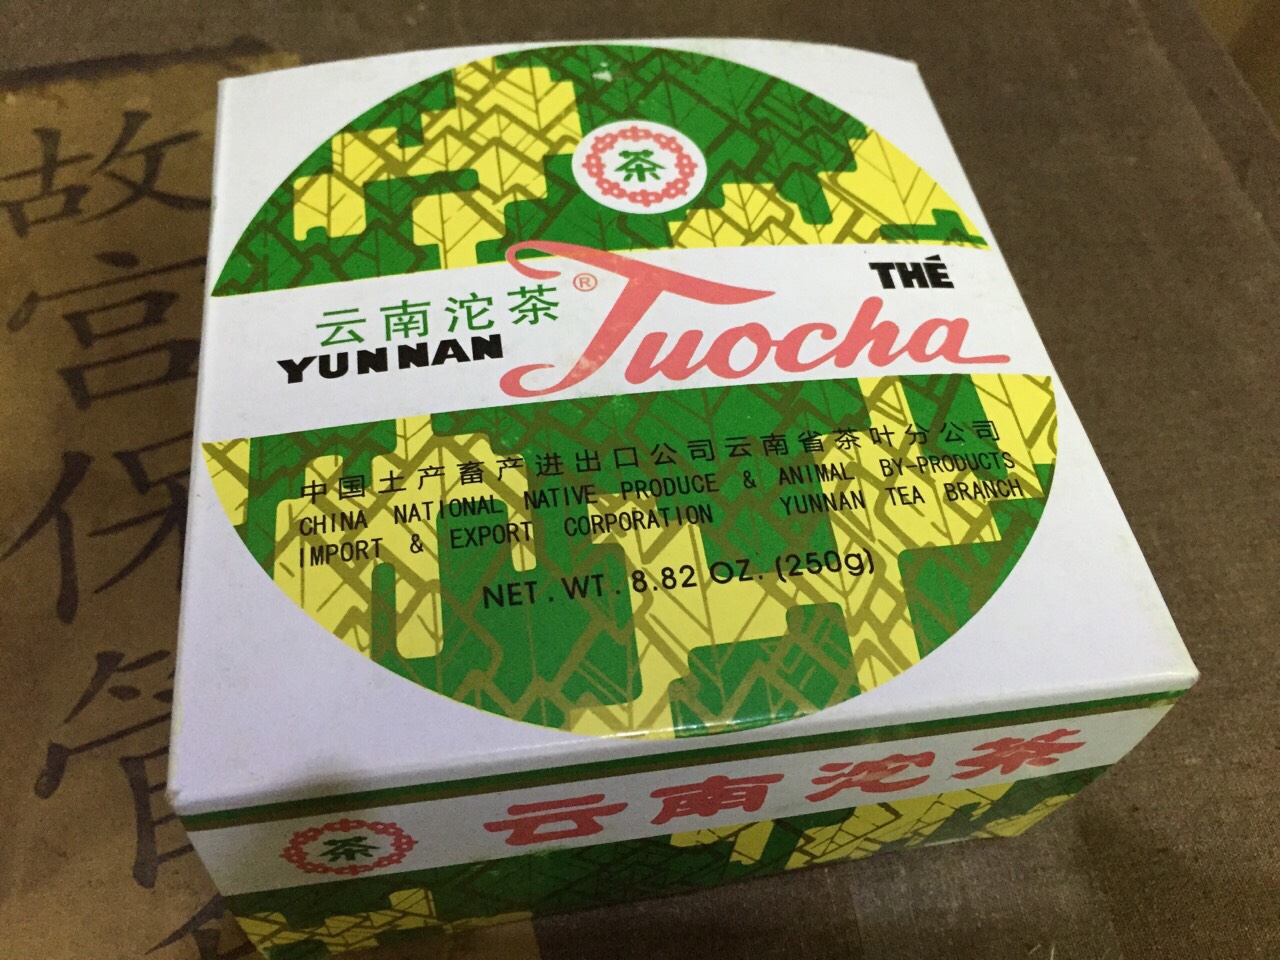 茶
THÉ
云南沱茶® Tuocha
YUNNAN
中国土产畜产进出口公司云南省茶叶分公司
CHINA NATIONAL NATIVE PRODUCE & ANIMAL BY-PRODUCTS
IMPORT & EXPORT CORPORATION YUNNAN TEA BRANCH
NET. WT. 8.82 OZ. (250g)
茶 云南沱茶
故宫保管